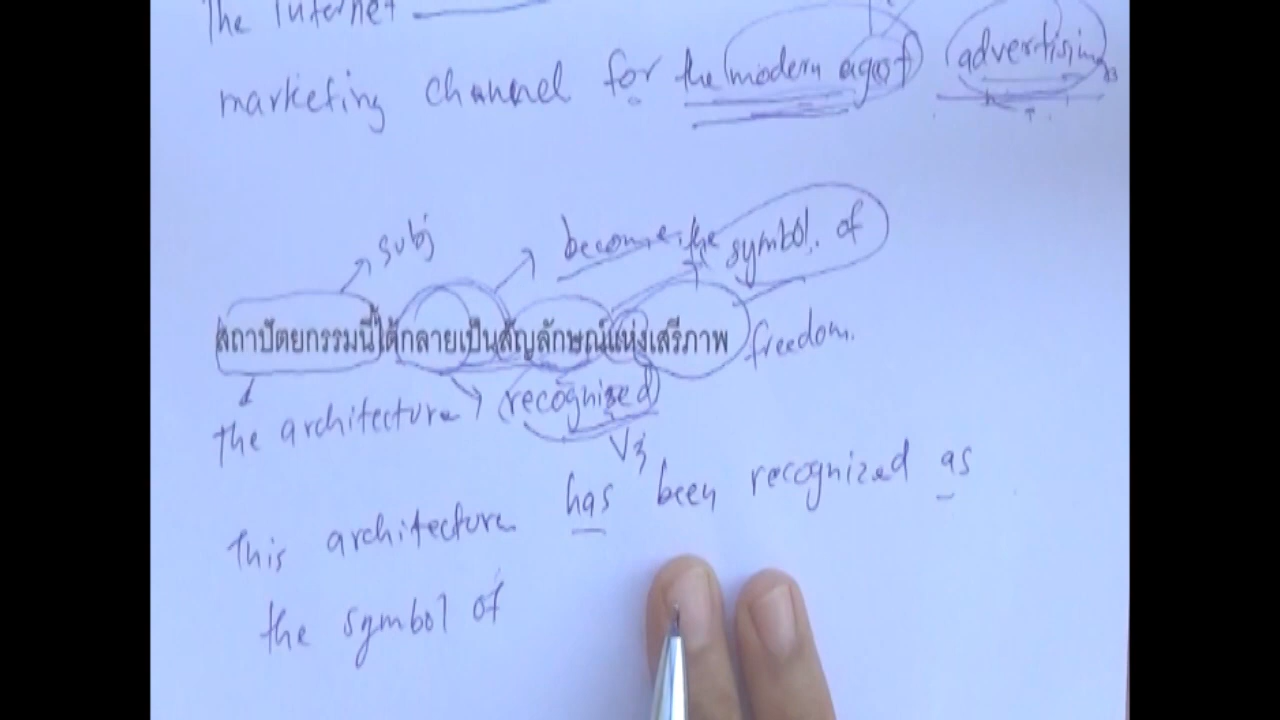 The Internet
marketing channel for the modern age of advertising
subj become the symbol of
สถาปัตยกรรมนี้ได้กลายเป็นสัญลักษณ์แห่งเสรีภาพ freedom.
the architecture recognized
V3
This architecture has been recognized as
the symbol of